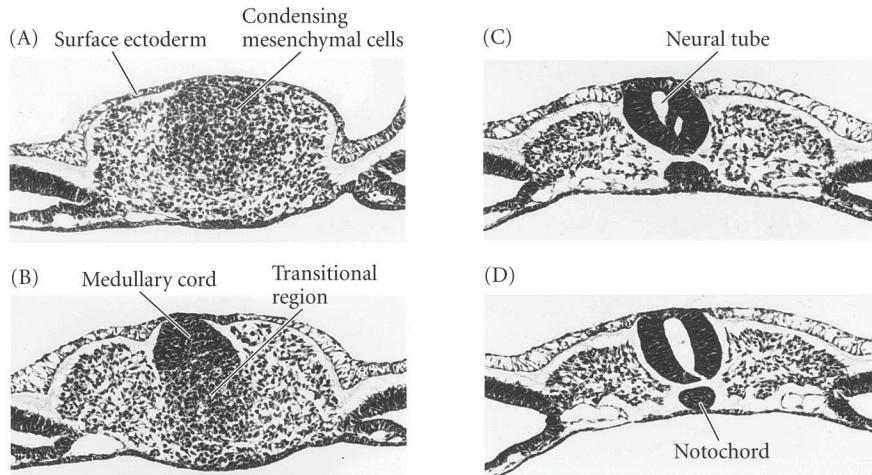 (A)
Surface ectoderm
Condensing
mesenchymal cells
(B)
Medullary cord
Transitional
region
(C)
Neural tube
(D)
Notochord